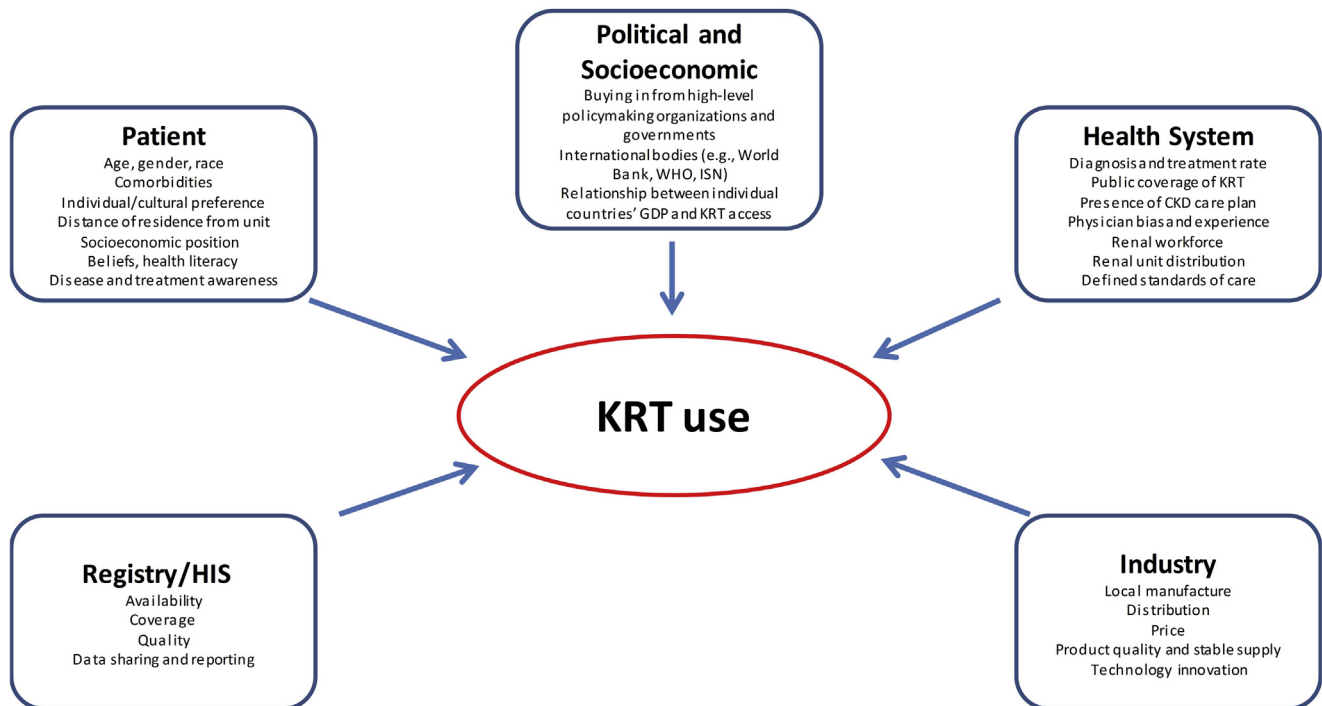 Political and
Socioeconomic
Buying in from high-level
policymaking organizations and
governments
International bodies (e.g., World
Bank, WHO, ISN)
Relationship between individual
countries' GDP and KRT access
Patient
Age, gender, race
Comorbidities
Individual/cultural preference
Distance of residence from unit
Socioeconomic position
Beliefs, health literacy
Disease and treatment awareness
Health System
Diagnosis and treatment rate
Public coverage of KRT
Presence of CKD care plan
Physician bias and experience
Renal workforce
Renal unit distribution
Defined standards of care
KRT use
Registry/HIS
Availability
Coverage
Quality
Data sharing and reporting
Industry
Local manufacture
Distribution
Price
Product quality and stable supply
Technology innovation